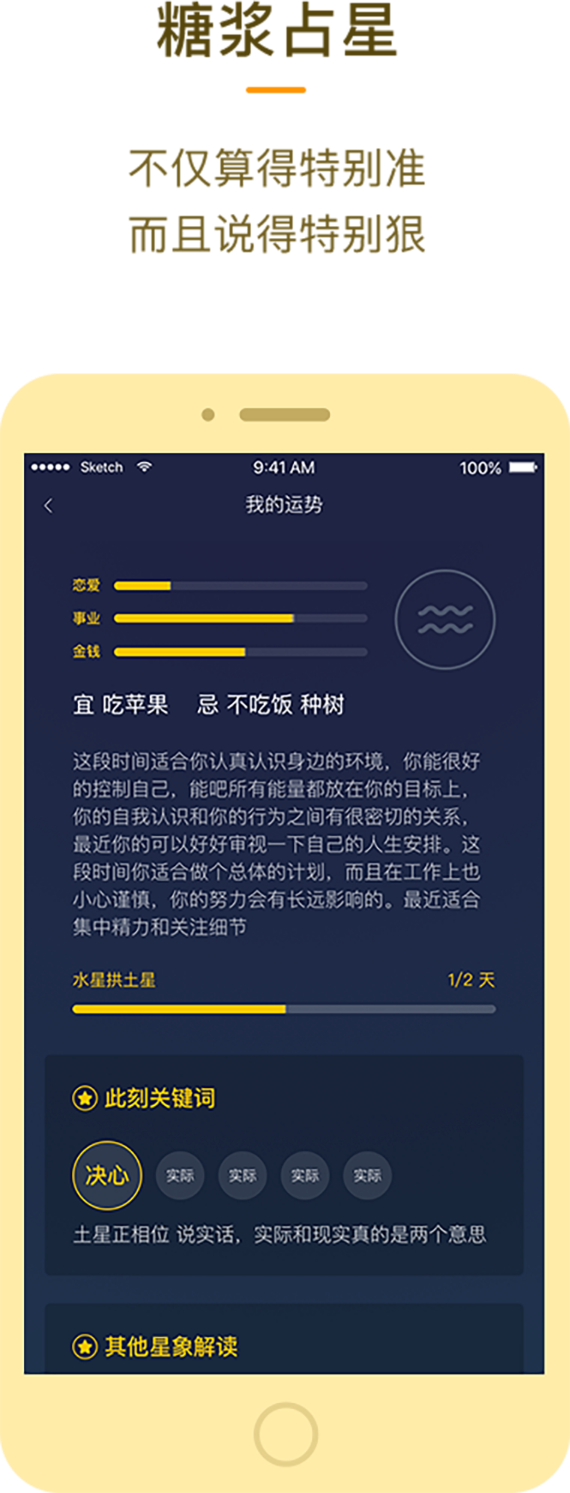 糖浆占星
不仅算得特别准
而且说得特别狠
Sketch 9:41 AM 100%
我的运势
恋爱
事业
金钱
宜 吃苹果 忌 不吃饭 种树
这段时间适合你认真认识身边的环境，你能很好
的控制自己，能吧所有能量都放在你的目标上，
你的自我认识和你的行为之间有很密切的关系，
最近你的可以好好审视一下自己的人生安排。这
段时间你适合做个总体的计划，而且在工作上也
小心谨慎，你的努力会有长远影响的。最近适合
集中精力和关注细节
水星拱土星 1/2 天
此刻关键词
决心 实际 实际 实际 实际
土星正相位 说实话，实际和现实真的是两个意思
其他星象解读